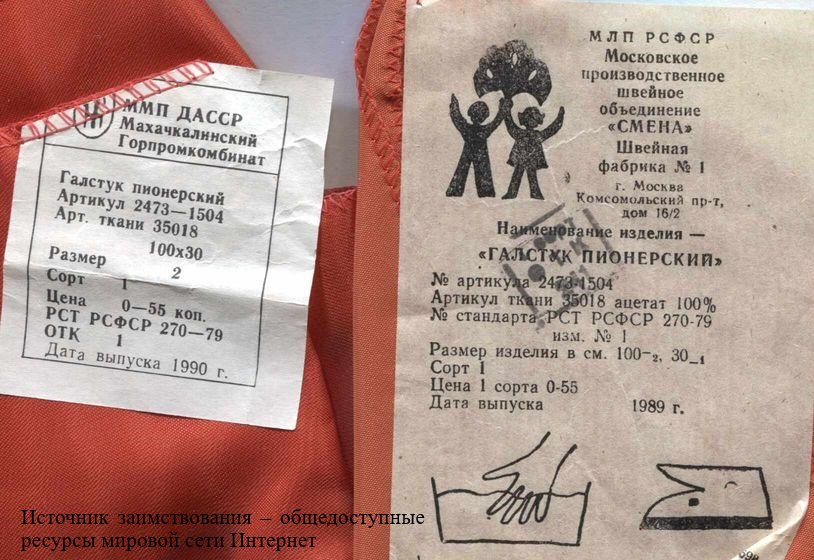 ММП ДАССР
Махачкалинский
Горпромкомбинат
Галстук пионерский
Артикул 2473—1504
Арт. ткани 35018
100х30
Размер 2
Сорт 1
Цена 0—55 коп.
РСТ РСФСР 270—79
ОТК 1
Дата выпуска 1990 г.
МЛП РСФСР
Московское
производственное
швейное
объединение
«СМЕНА»
Швейная
фабрика № 1
г. Москва
Комсомольский пр-т,
дом 16/2
Наименование изделия —
«ГАЛСТУК ПИОНЕРСКИЙ»
№ артикула 2473-1504
Артикул ткани 35018 ацетат 100%
№ стандарта РСТ РСФСР 270-79
изм. № 1
Размер изделия в см. 100-2, 30-1
Сорт 1
Цена 1 сорта 0-55
Дата выпуска 1989 г.
Источник заимствования – общедоступные
ресурсы мировой сети Интернет